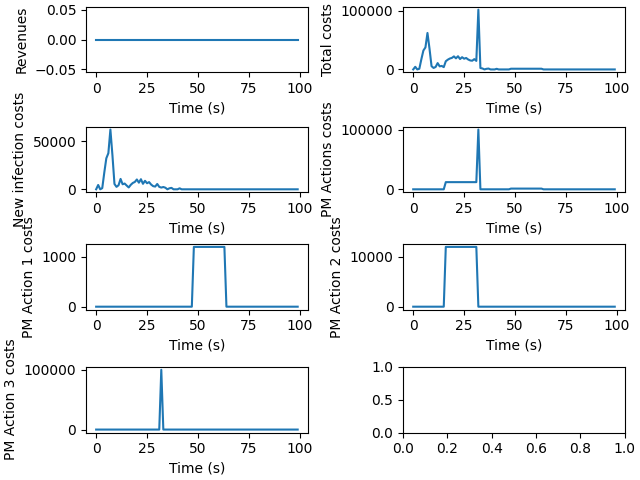 Revenues
0.05
0.00
−0.05
0 25 50 75 100
Time (s)
Total costs
100000
0
0 25 50 75 100
Time (s)
New infection costs
50000
0
0 25 50 75 100
Time (s)
PM Actions costs
100000
0
0 25 50 75 100
Time (s)
PM Action 1 costs
1000
0
0 25 50 75 100
Time (s)
PM Action 2 costs
10000
0
0 25 50 75 100
Time (s)
PM Action 3 costs
100000
0
0 25 50 75 100
Time (s)
1.0
0.5
0.0
0.0 0.2 0.4 0.6 0.8 1.0